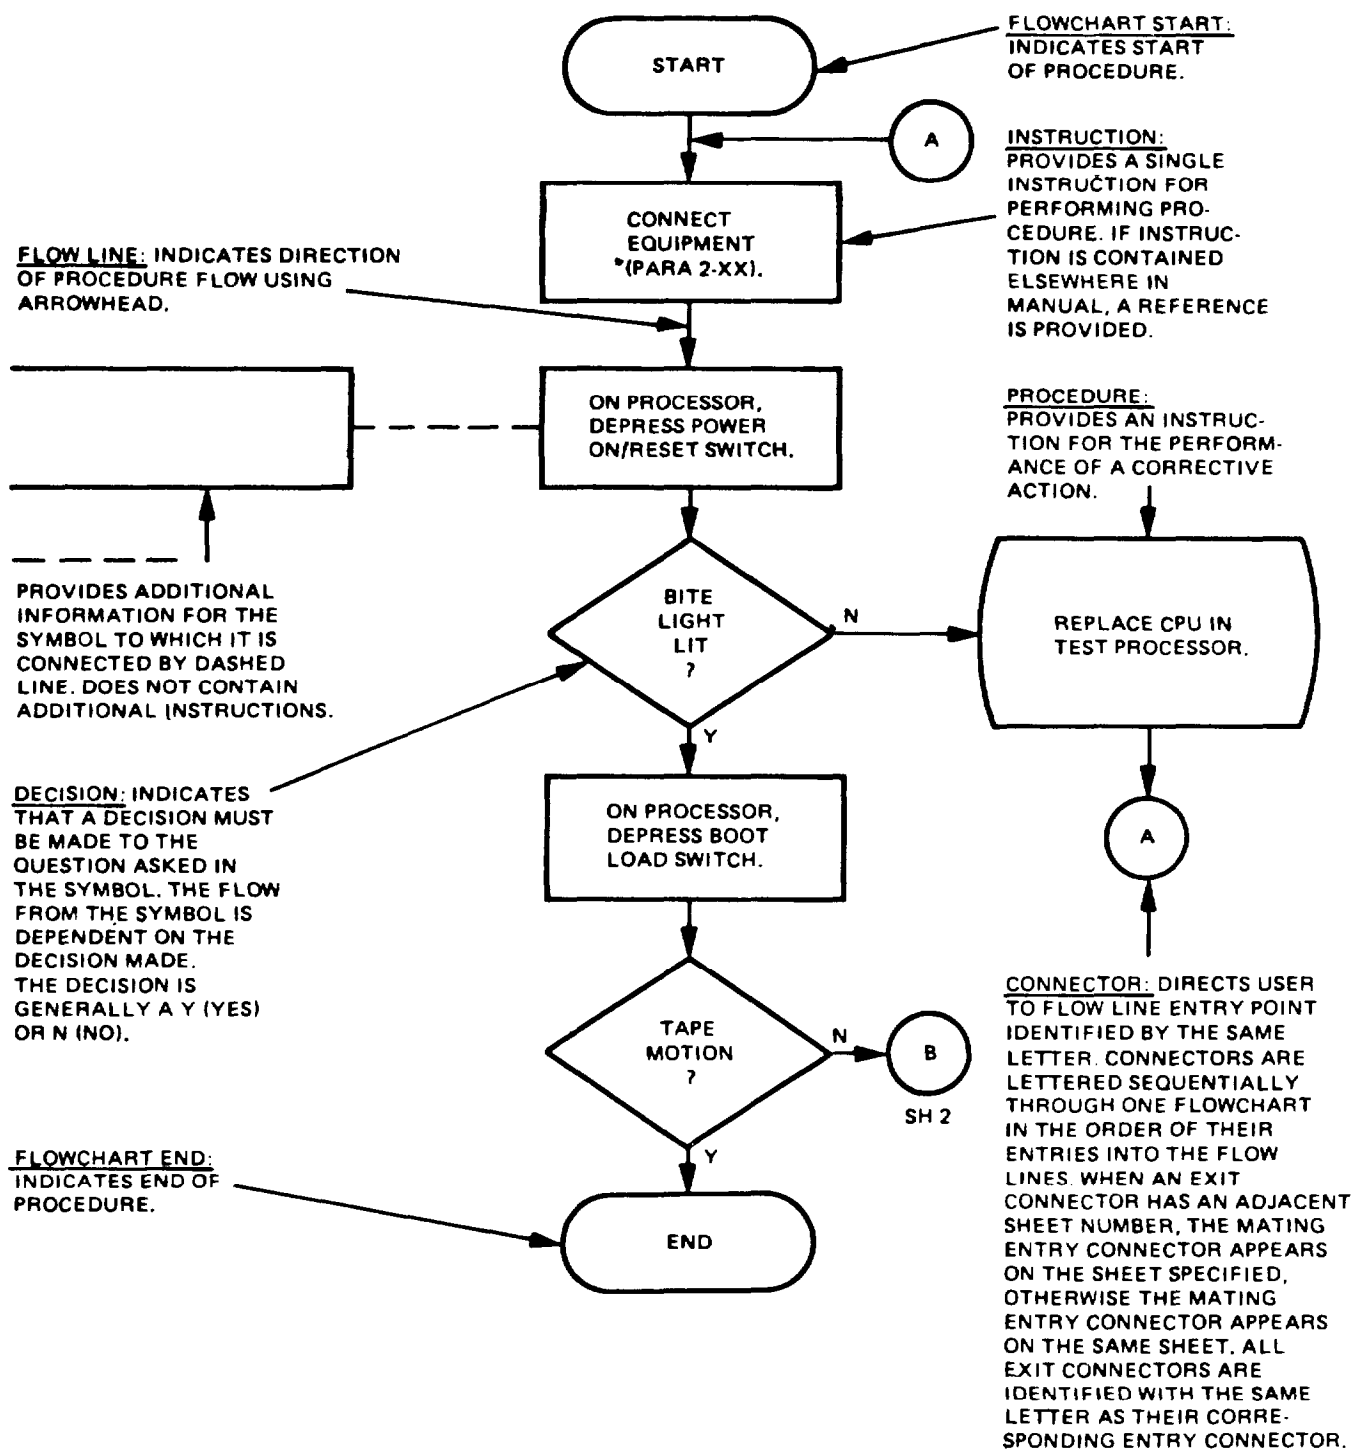 START
FLOWCHART START:
INDICATES START
OF PROCEDURE.
A
INSTRUCTION:
PROVIDES A SINGLE
INSTRUCTION FOR
PERFORMING PRO-
CEDURE. IF INSTRUC-
TION IS CONTAINED
ELSEWHERE IN
MANUAL, A REFERENCE
IS PROVIDED.
CONNECT
EQUIPMENT
*(PARA 2-XX).
FLOW LINE: INDICATES DIRECTION
OF PROCEDURE FLOW USING
ARROWHEAD.
ON PROCESSOR,
DEPRESS POWER
ON/RESET SWITCH.
PROCEDURE:
PROVIDES AN INSTRUC-
TION FOR THE PERFORM-
ANCE OF A CORRECTIVE
ACTION.
PROVIDES ADDITIONAL
INFORMATION FOR THE
SYMBOL TO WHICH IT IS
CONNECTED BY DASHED
LINE. DOES NOT CONTAIN
ADDITIONAL INSTRUCTIONS.
BITE
LIGHT
LIT
?
N
Y
REPLACE CPU IN
TEST PROCESSOR.
DECISION: INDICATES
THAT A DECISION MUST
BE MADE TO THE
QUESTION ASKED IN
THE SYMBOL. THE FLOW
FROM THE SYMBOL IS
DEPENDENT ON THE
DECISION MADE.
THE DECISION IS
GENERALLY A Y (YES)
OR N (NO).
ON PROCESSOR,
DEPRESS BOOT
LOAD SWITCH.
A
TAPE
MOTION
?
N
B
SH 2
Y
CONNECTOR: DIRECTS USER
TO FLOW LINE ENTRY POINT
IDENTIFIED BY THE SAME
LETTER. CONNECTORS ARE
LETTERED SEQUENTIALLY
THROUGH ONE FLOWCHART
IN THE ORDER OF THEIR
ENTRIES INTO THE FLOW
LINES. WHEN AN EXIT
CONNECTOR HAS AN ADJACENT
SHEET NUMBER, THE MATING
ENTRY CONNECTOR APPEARS
ON THE SHEET SPECIFIED,
OTHERWISE THE MATING
ENTRY CONNECTOR APPEARS
ON THE SAME SHEET. ALL
EXIT CONNECTORS ARE
IDENTIFIED WITH THE SAME
LETTER AS THEIR CORRE-
SPONDING ENTRY CONNECTOR.
FLOWCHART END:
INDICATES END OF
PROCEDURE.
END